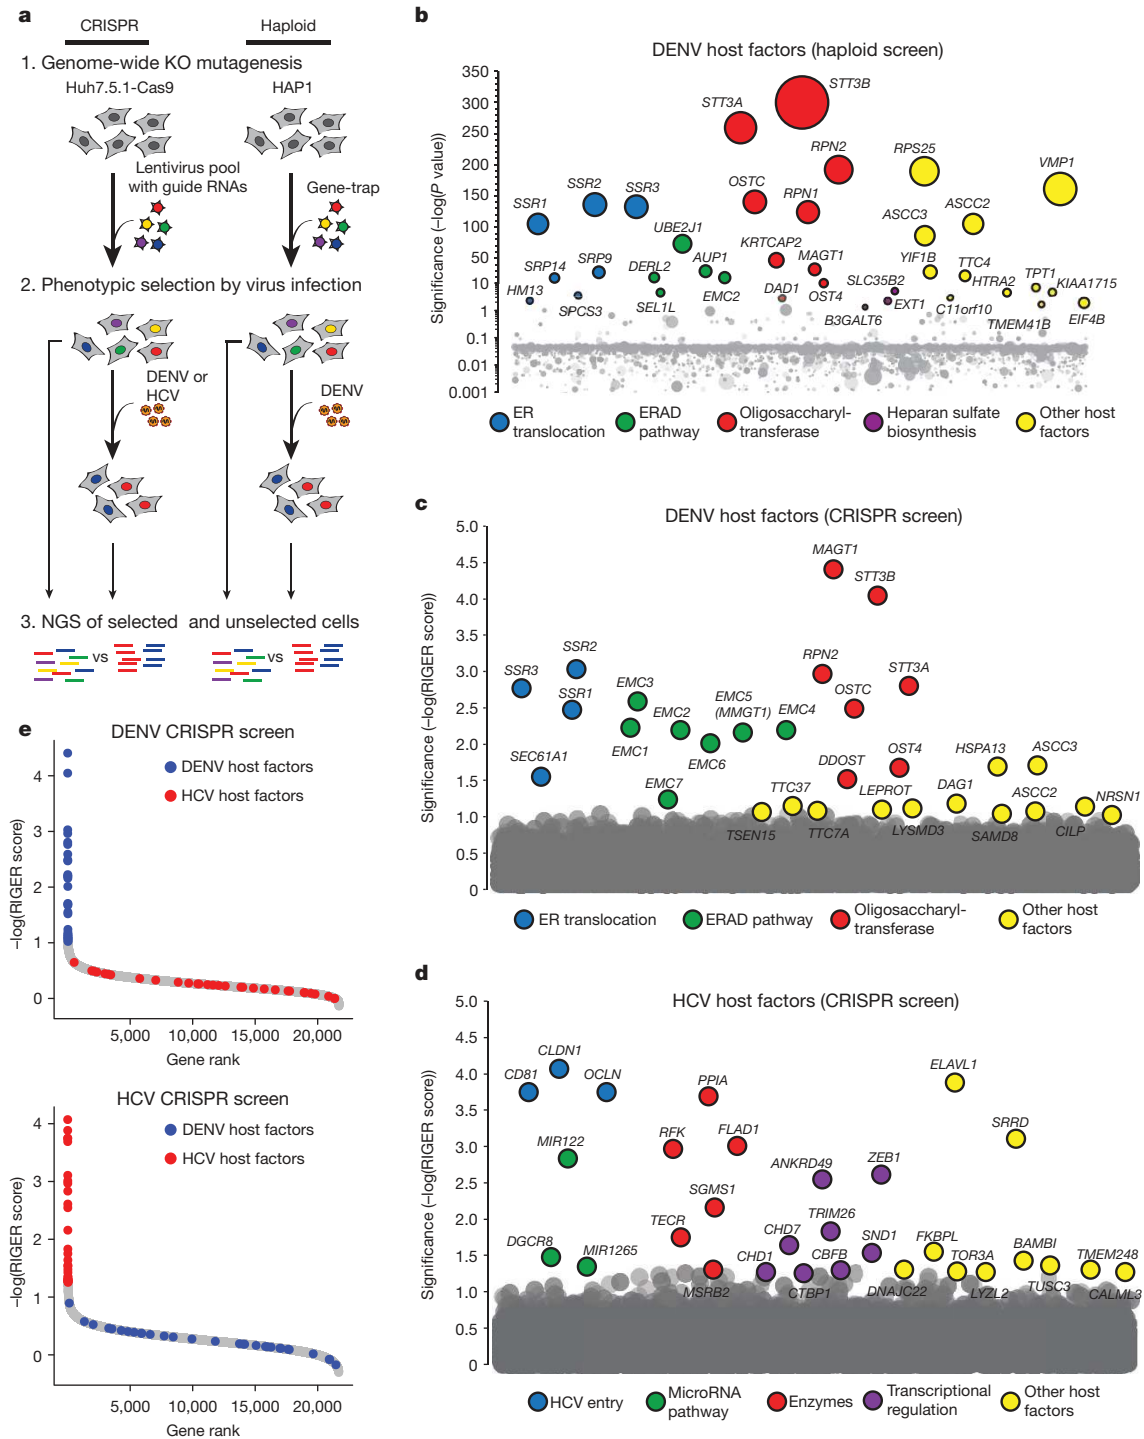 a
CRISPR
Haploid
1. Genome-wide KO mutagenesis
Huh7.5.1-Cas9
HAP1
Lentivirus pool
with guide RNAs
Gene-trap
2. Phenotypic selection by virus infection
DENV or
HCV
DENV
3. NGS of selected and unselected cells
vs
vs
b
DENV host factors (haploid screen)
Significance (–log(P value))
350
300
250
200
150
100
50
10
1
0.1
0.01
0.001
STT3B
STT3A
RPN2
RPS25
VMP1
OSTC
RPN1
SSR1
SSR2
SSR3
ASCC3
ASCC2
UBE2J1
KRTCAP2
MAGT1
YIF1B
TTC4
SRP14
SRP9
DERL2
AUP1
SLC35B2
HTRA2
TPT1
KIAA1715
HM13
SPCS3
SEL1L
EMC2
DAD1
OST4
B3GALT6
EXT1
C11orf10
TMEM41B
EIF4B
ER
translocation
ERAD
pathway
Oligosaccharyl-
transferase
Heparan sulfate
biosynthesis
Other host
factors
c
DENV host factors (CRISPR screen)
Significance (–log(RIGER score))
5.0
4.5
4.0
3.5
3.0
2.5
2.0
1.5
1.0
0.5
0
MAGT1
STT3B
SSR2
SSR3
SSR1
RPN2
STT3A
OSTC
EMC3
EMC2
EMC5
(MMGT1)
EMC4
EMC1
EMC6
SEC61A1
EMC7
DDOST
OST4
HSPA13
ASCC3
TTC37
LEPROT
DAG1
ASCC2
NRSN1
TSEN15
TTC7A
LYSMD3
SAMD8
CILP
ER translocation
ERAD pathway
Oligosaccharyl-
transferase
Other host
factors
d
HCV host factors (CRISPR screen)
Significance (–log(RIGER score))
5.0
4.5
4.0
3.5
3.0
2.5
2.0
1.5
1.0
0.5
0
CLDN1
CD81
OCLN
PPIA
ELAVL1
MIR122
RFK
FLAD1
SRRD
ANKRD49
ZEB1
SGMS1
TECR
TRIM26
CHD7
SND1
FKBPL
DGCR8
MIR1265
CHD1
CBFB
TOR3A
BAMBI
TMEM248
MSRB2
CTBP1
DNAJC22
LYZL2
TUSC3
CALML3
HCV entry
MicroRNA
pathway
Enzymes
Transcriptional
regulation
Other host
factors
e
DENV CRISPR screen
DENV host factors
HCV host factors
–log(RIGER score)
4
3
2
1
0
5,000
10,000
15,000
20,000
Gene rank
HCV CRISPR screen
DENV host factors
HCV host factors
–log(RIGER score)
4
3
2
1
0
5,000
10,000
15,000
20,000
Gene rank